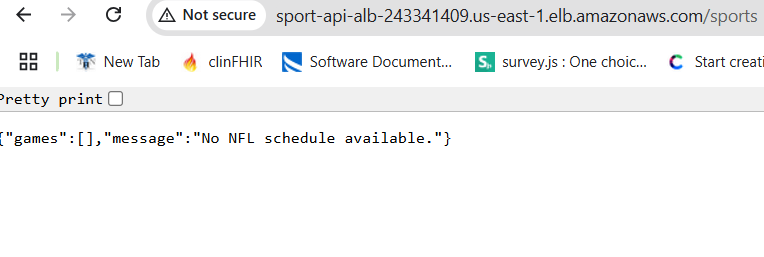 Not secure sport-api-alb-243341409.us-east-1.elb.amazonaws.com/sports
New Tab clinFHIR Software Document... survey.js : One choic... Start creati
Pretty print
{"games":[],"message":"No NFL schedule available."}